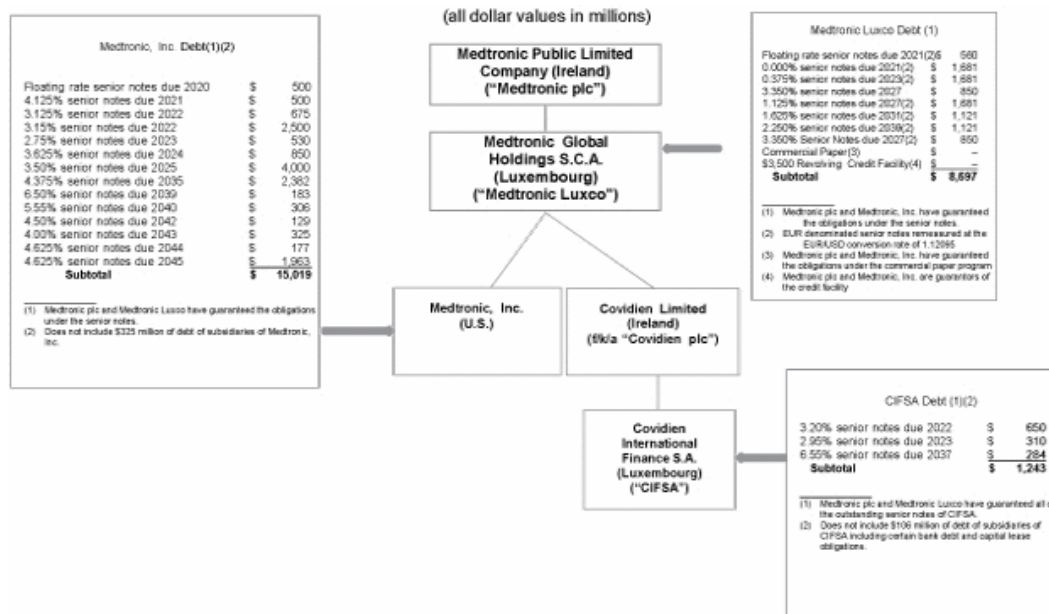 (all dollar values in millions)
Medtronic, Inc. Debt(1)(2)
Floating rate senior notes due 2020 $ 500
4.125% senior notes due 2021 $ 500
3.125% senior notes due 2022 $ 675
3.15% senior notes due 2022 $ 2,500
2.75% senior notes due 2023 $ 530
3.625% senior notes due 2024 $ 850
3.50% senior notes due 2025 $ 4,000
4.375% senior notes due 2035 $ 2,382
6.50% senior notes due 2039 $ 183
5.55% senior notes due 2040 $ 306
4.50% senior notes due 2042 $ 129
4.00% senior notes due 2043 $ 325
4.625% senior notes due 2044 $ 177
4.625% senior notes due 2045 $ 1,963
Subtotal $ 15,019
(1) Medtronic plc and Medtronic Luxco have guaranteed the obligations
under the senior notes.
(2) Does not include $325 million of debt of subsidiaries of Medtronic,
Inc.
Medtronic Public Limited
Company (Ireland)
("Medtronic plc")
Medtronic Global
Holdings S.C.A.
(Luxembourg)
("Medtronic Luxco")
Medtronic, Inc.
(U.S.)
Covidien Limited
(Ireland)
(f/k/a "Covidien plc")
Covidien
International
Finance S.A.
(Luxembourg)
("CIFSA")
Medtronic Luxco Debt (1)
Floating rate senior notes due 2021(2)$ 560
0.000% senior notes due 2021(2) $ 1,681
0.375% senior notes due 2023(2) $ 1,681
3.350% senior notes due 2027 $ 850
1.125% senior notes due 2027(2) $ 1,681
1.625% senior notes due 2031(2) $ 1,121
2.250% senior notes due 2039(2) $ 1,121
3.350% Senior Notes due 2027(2) $ 850
Commercial Paper(3) $ –
$3,500 Revolving Credit Facility(4) $ –
Subtotal $ 8,697
(1) Medtronic plc and Medtronic, Inc. have guaranteed
the obligations under the senior notes.
(2) EUR denominated senior notes remeasured at the
EUR/USD conversion rate of 1.12095
(3) Medtronic plc and Medtronic, Inc. have guaranteed
the obligations under the commercial paper program
(4) Medtronic plc and Medtronic, Inc. are guarantors of
the credit facility
CIFSA Debt (1)(2)
3.20% senior notes due 2022 $ 650
2.95% senior notes due 2023 $ 310
6.55% senior notes due 2037 $ 284
Subtotal $ 1,243
(1) Medtronic plc and Medtronic Luxco have guaranteed all
the outstanding senior notes of CIFSA.
(2) Does not include $106 million of debt of subsidiaries of
CIFSA including certain bank debt and capital lease
obligations.